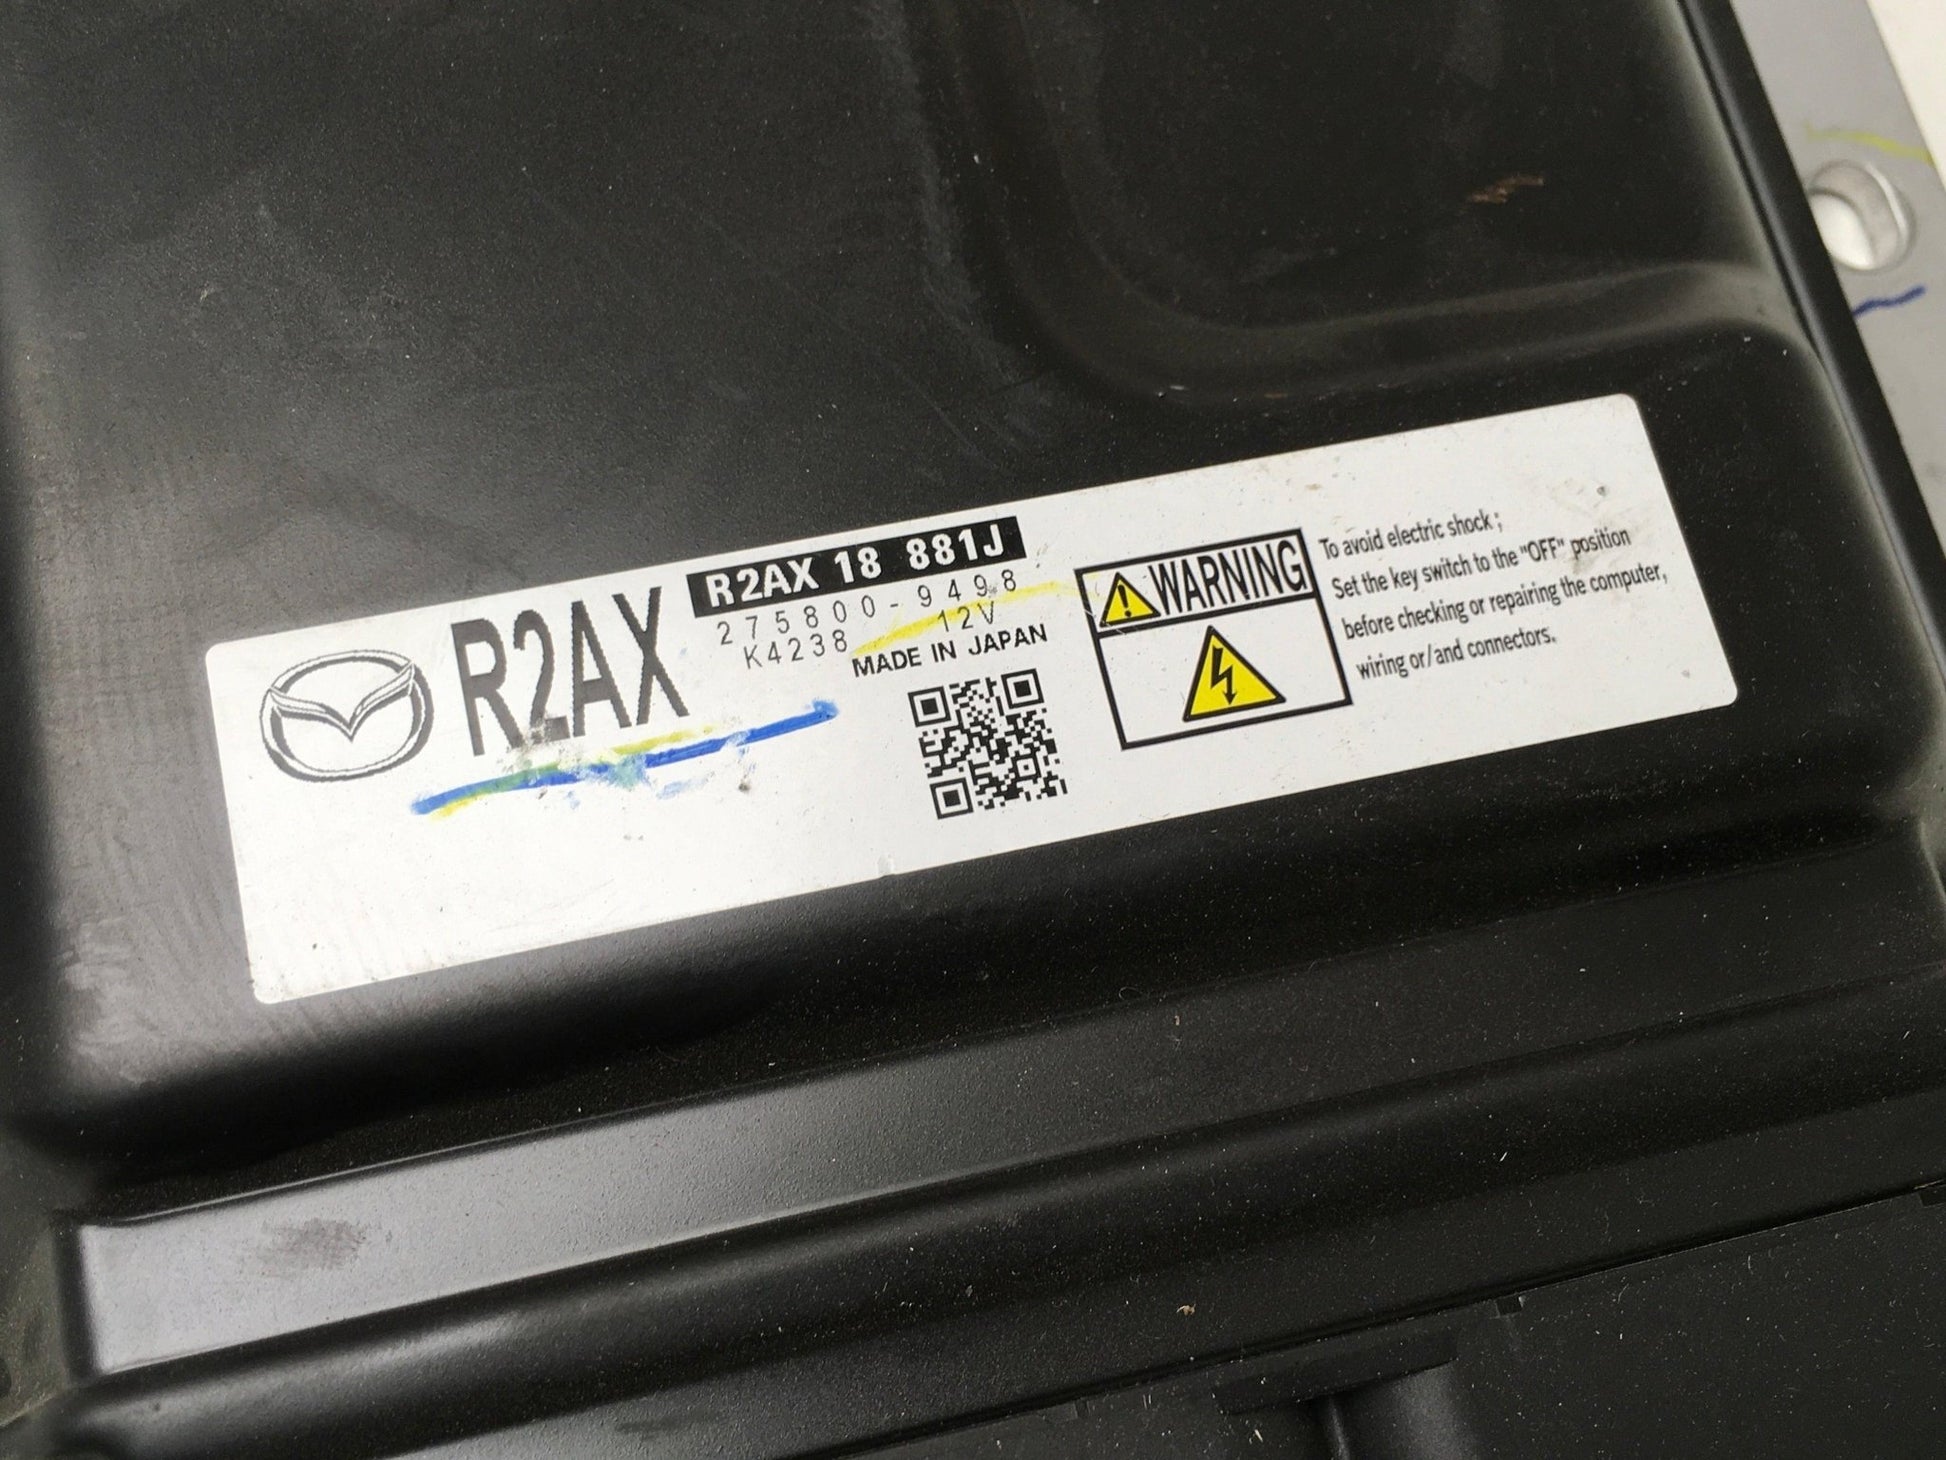 R2AX
R2AX 18 881J
275800-9498
K4238 12V
MADE IN JAPAN
WARNING
To avoid electric shock;
Set the key switch to the "OFF" position
before checking or repairing the computer,
wiring or/and connectors.